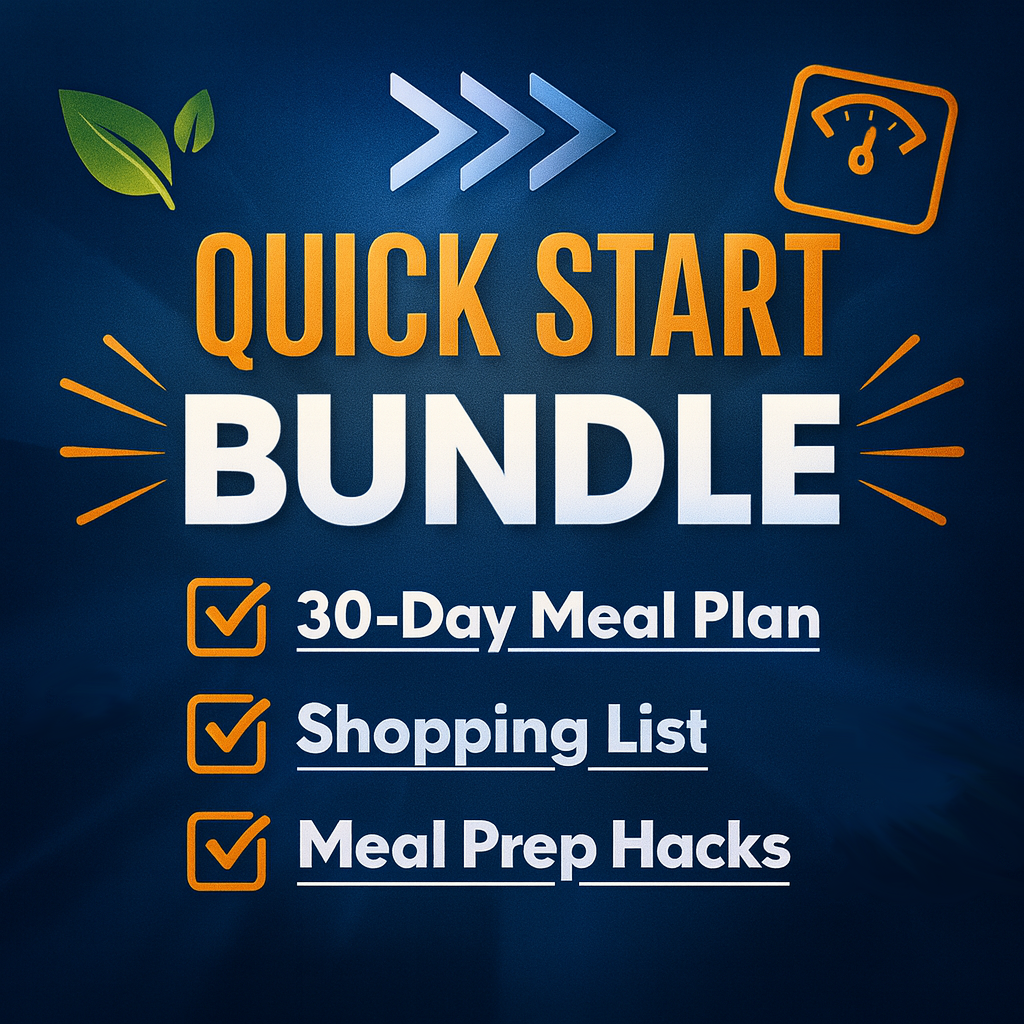 QUICK START
BUNDLE
30-Day Meal Plan
Shopping List
Meal Prep Hacks